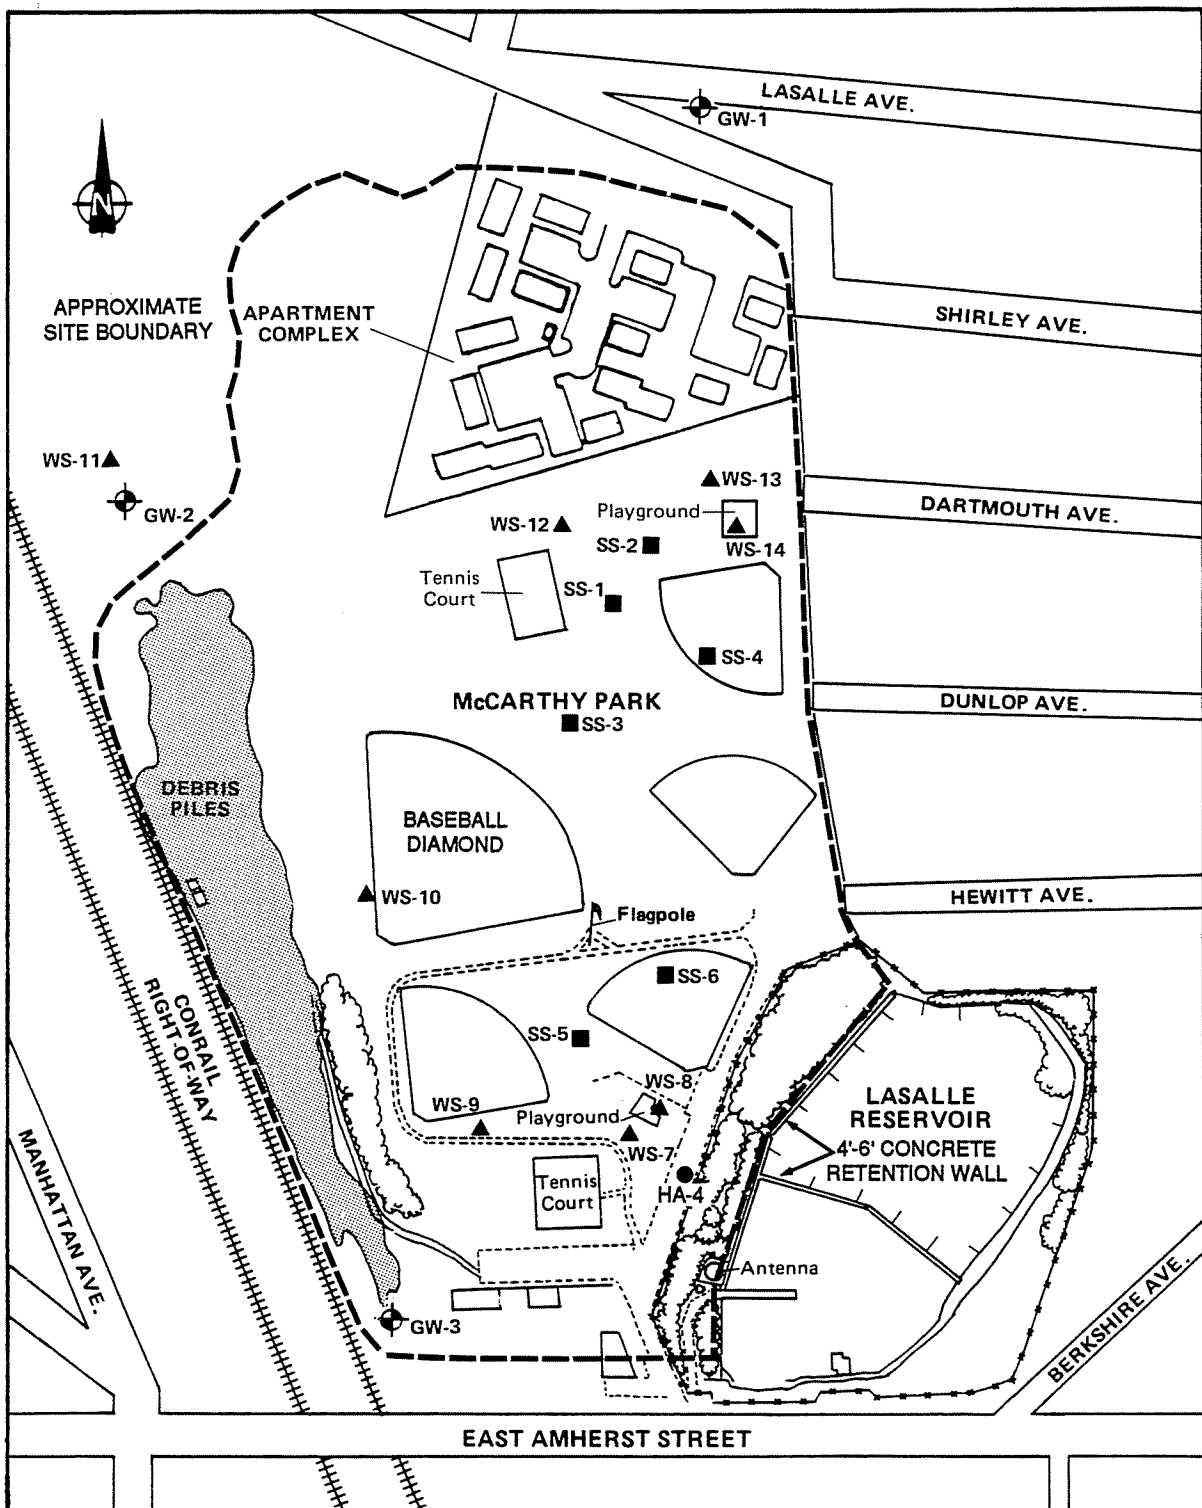 LASALLE AVE.
GW-1
N
APPROXIMATE
SITE BOUNDARY
APARTMENT
COMPLEX
SHIRLEY AVE.
WS-11
GW-2
WS-13
Playground
DARTMOUTH AVE.
WS-12
SS-2
WS-14
Tennis
Court
SS-1
SS-4
McCARTHY PARK
DUNLOP AVE.
SS-3
DEBRIS
PILES
BASEBALL
DIAMOND
WS-10
HEWITT AVE.
Flagpole
SS-6
CONRAIL
RIGHT-OF-WAY
SS-5
WS-8
WS-9
Playground
LASALLE
RESERVOIR
4'-6' CONCRETE
RETENTION WALL
WS-7
MANHATTAN AVE.
Tennis
Court
HA-4
Antenna
GW-3
BERKSHIRE AVE.
EAST AMHERST STREET